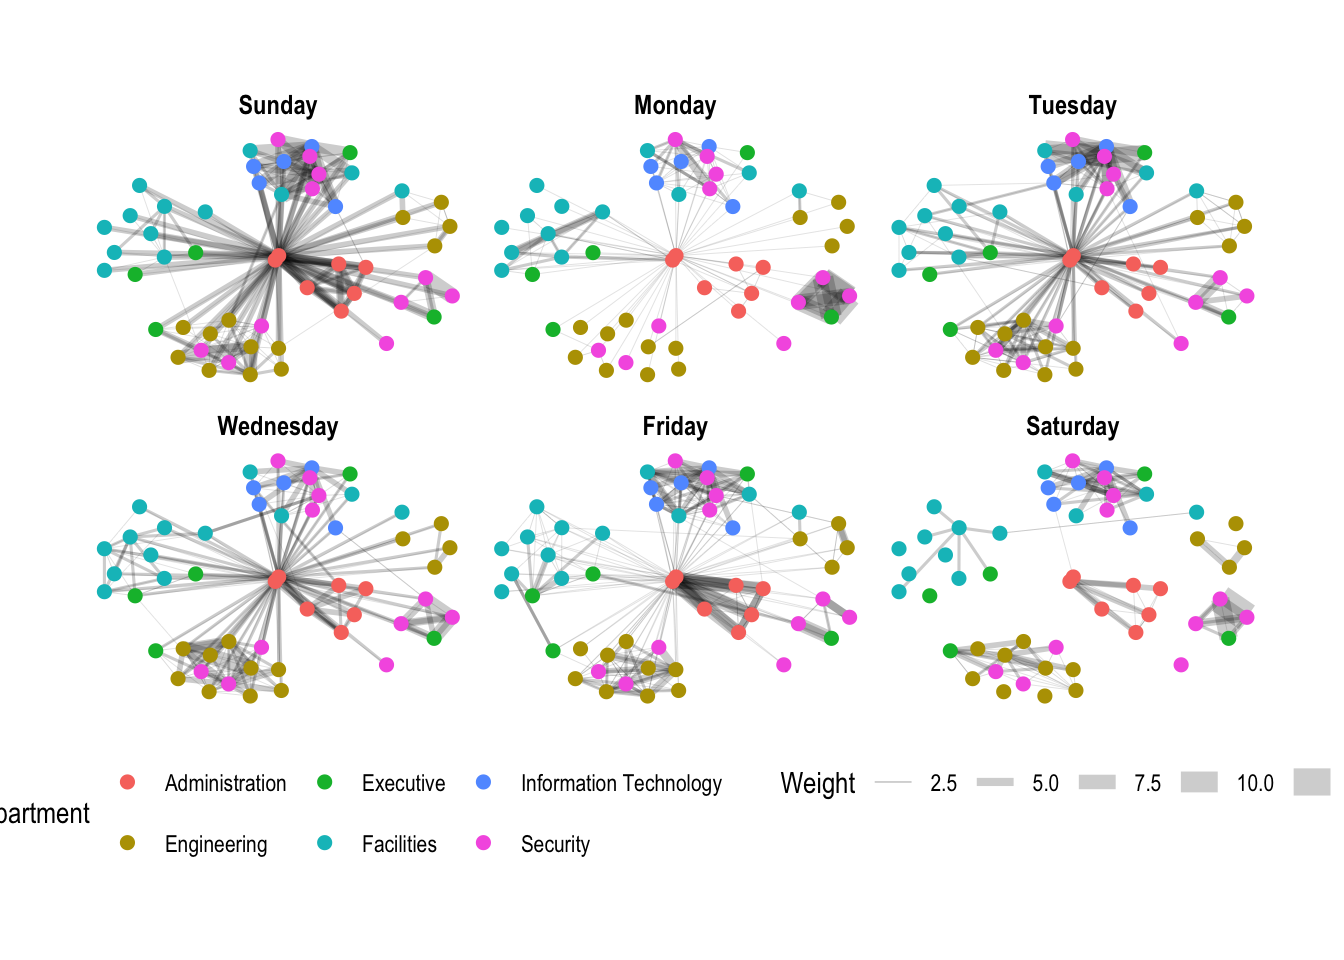 Sunday
Monday
Tuesday
Wednesday
Friday
Saturday
partment
Administration
Executive
Information Technology
Engineering
Facilities
Security
Weight
2.5
5.0
7.5
10.0